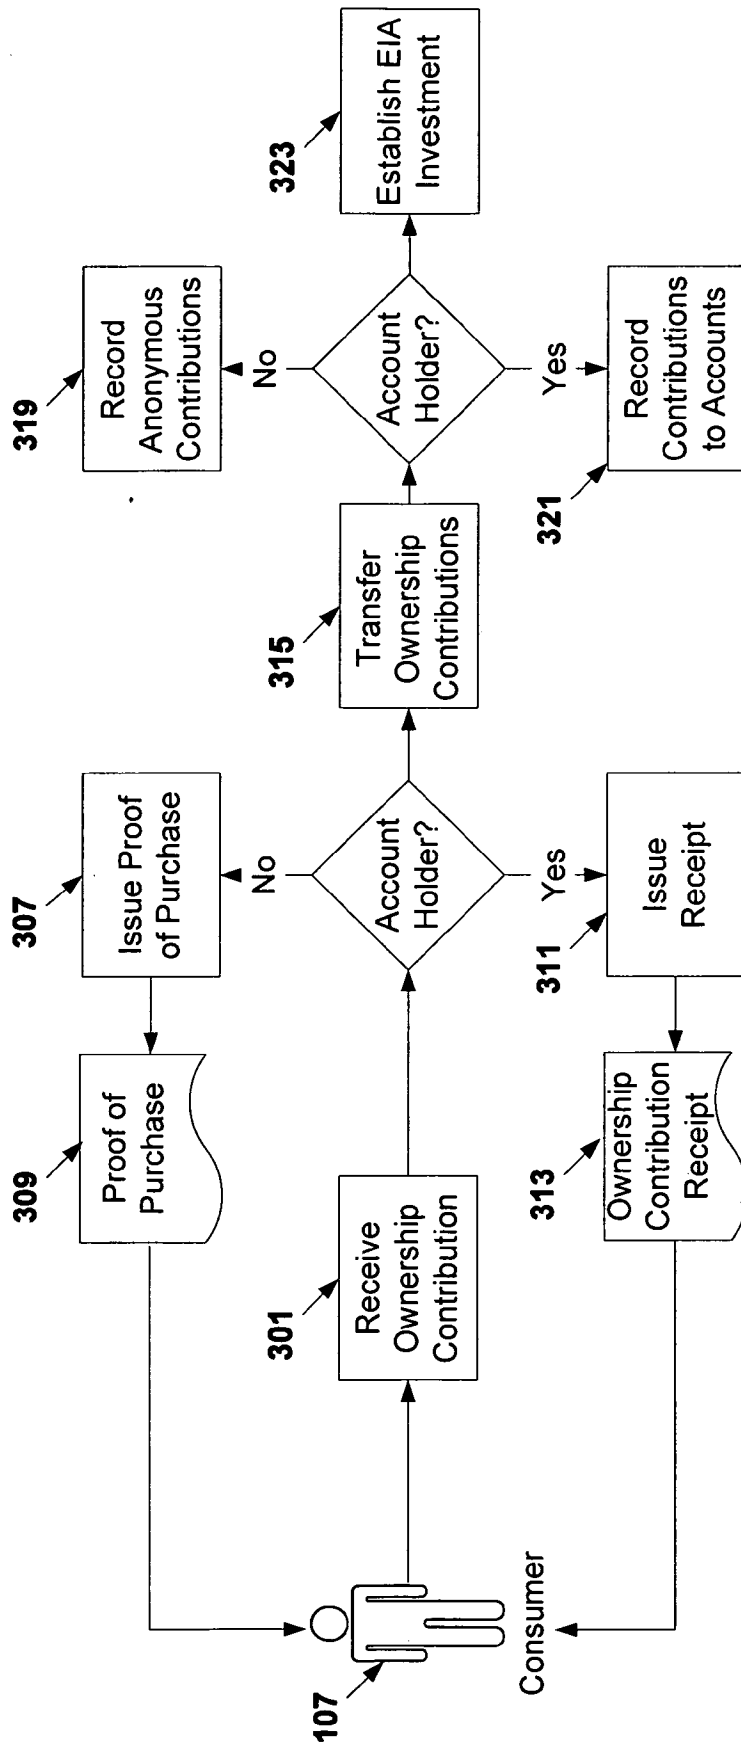 107
Consumer
309
Proof of
Purchase
307
Issue Proof
of Purchase
319
Record
Anonymous
Contributions
No
No
301
Receive
Ownership
Contribution
Account
Holder?
315
Transfer
Ownership
Contributions
Account
Holder?
323
Establish EIA
Investment
Yes
Yes
313
Ownership
Contribution
Receipt
311
Issue
Receipt
321
Record
Contributions
to Accounts